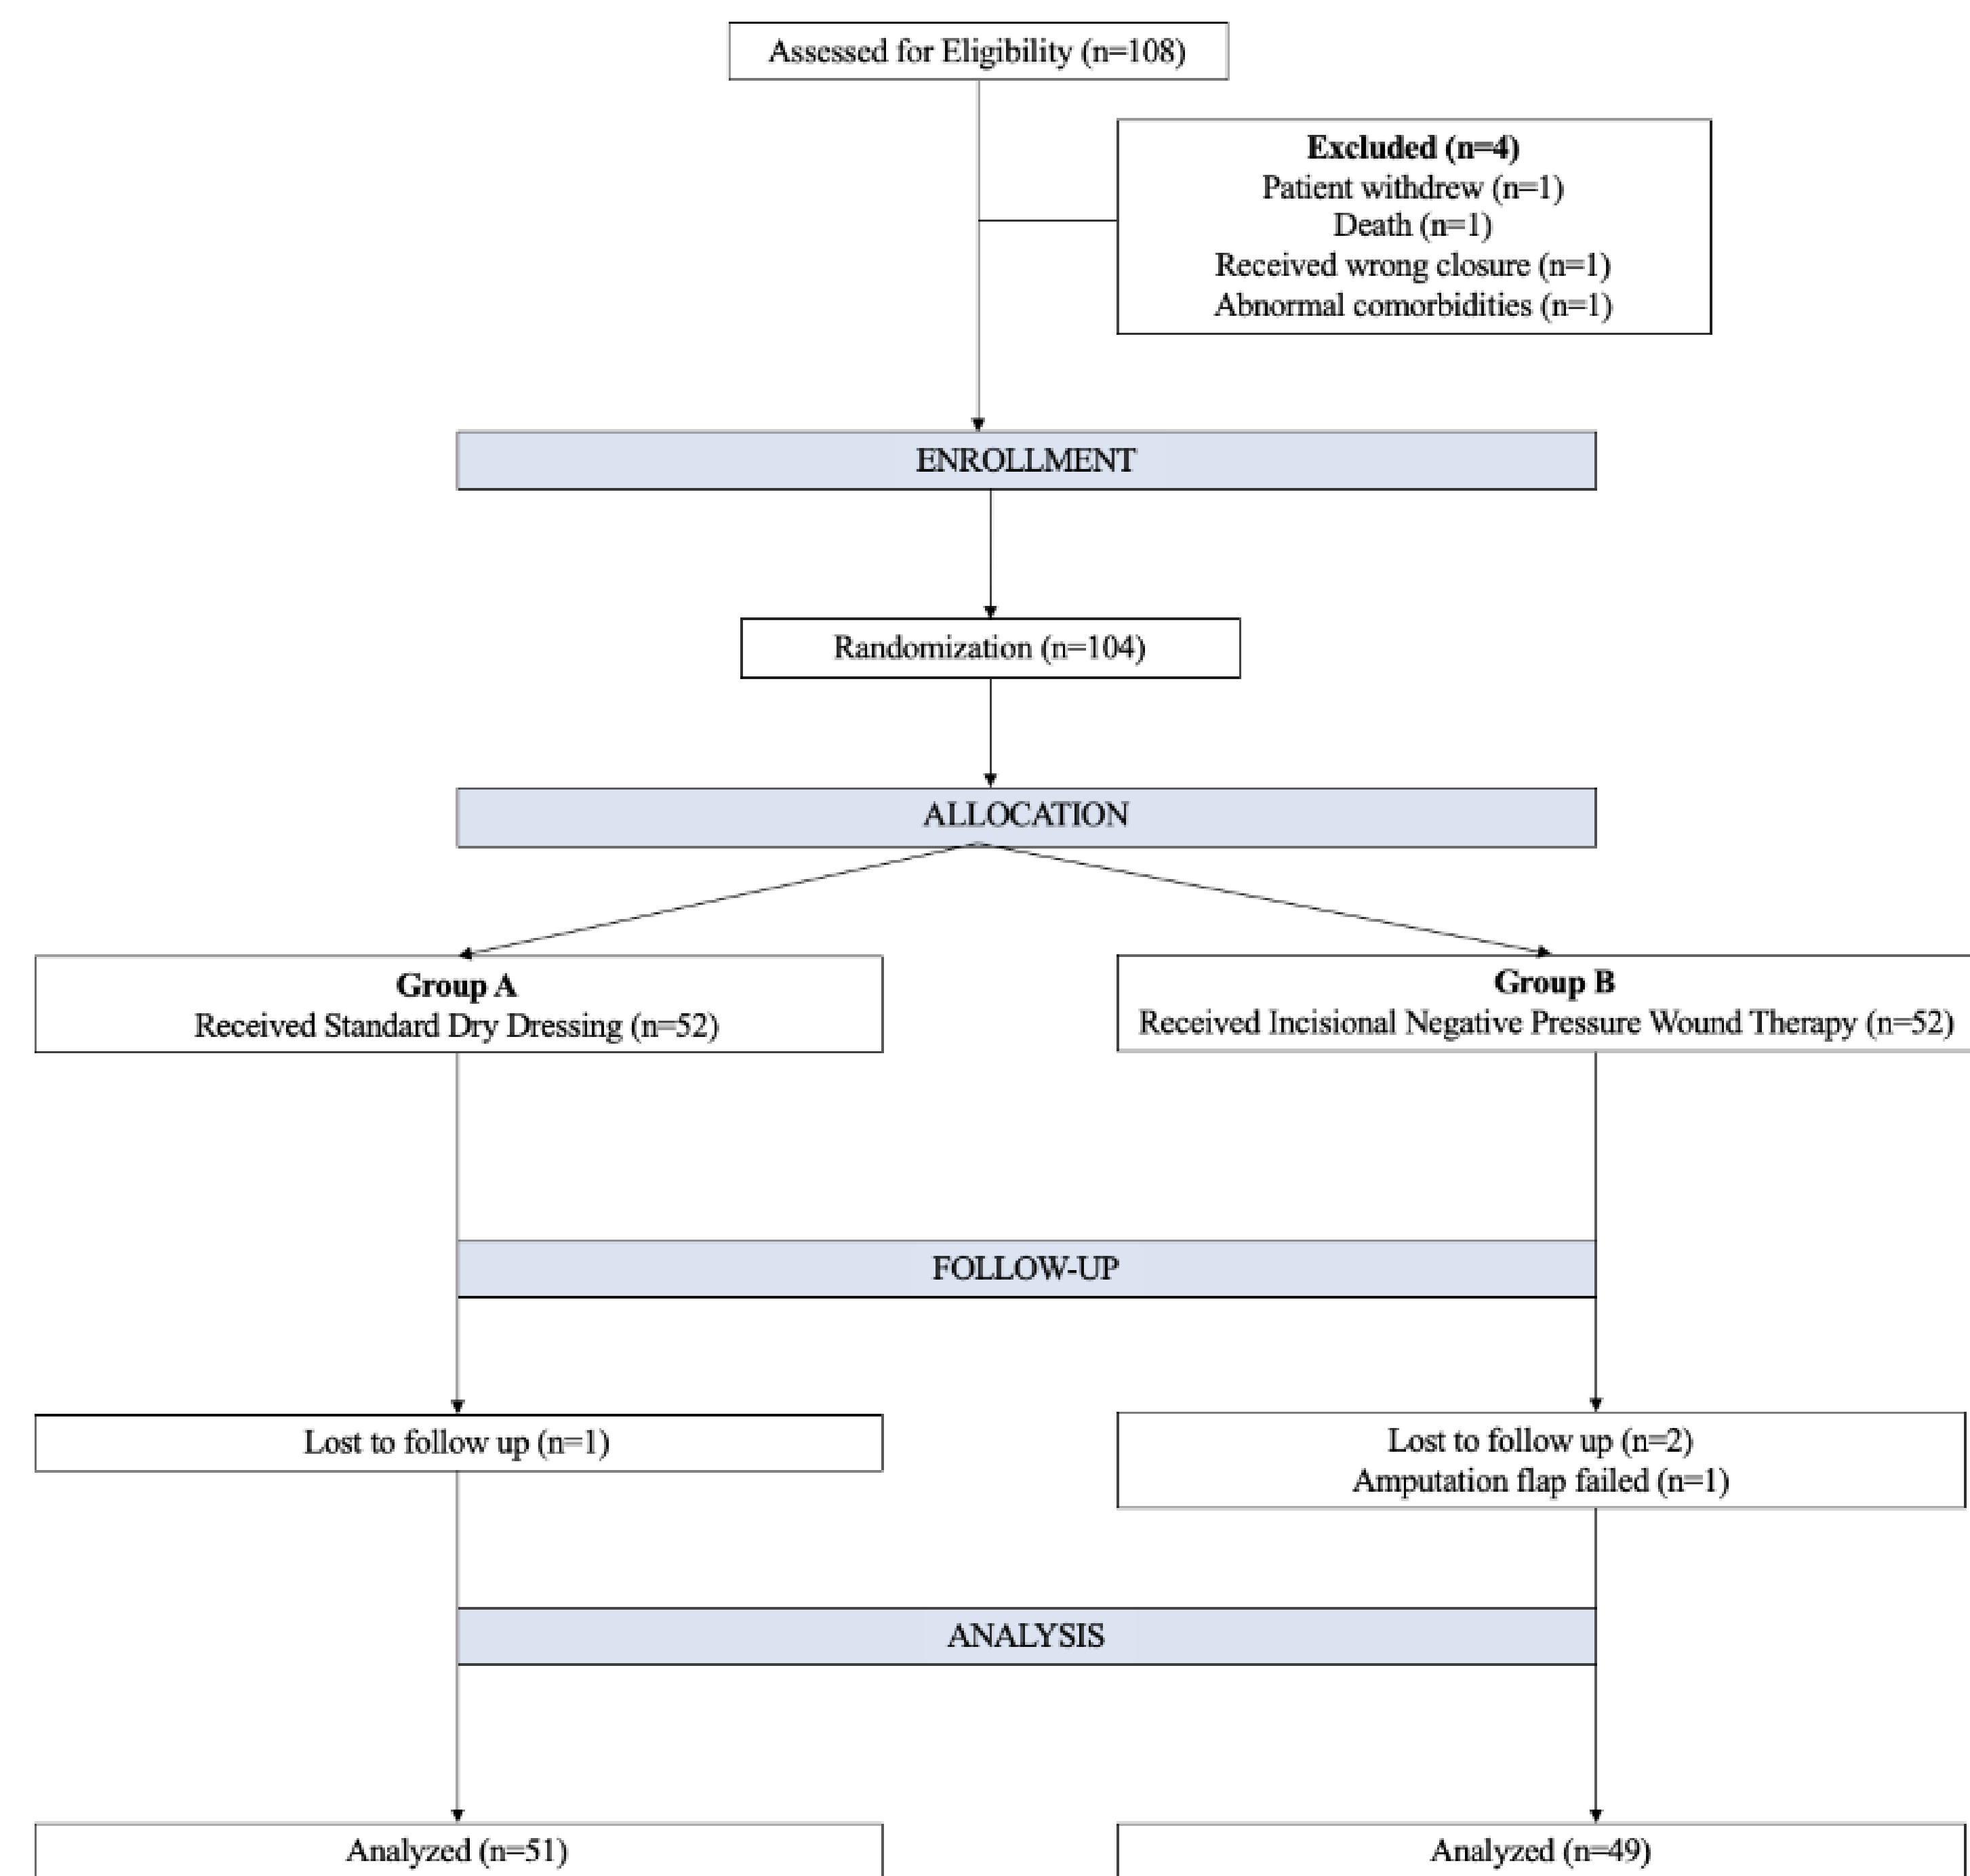 Assessed for Eligibility (n=108)
Excluded (n=4)
Patient withdrew (n=1)
Death (n=1)
Received wrong closure (n=1)
Abnormal comorbidities (n=1)
ENROLLMENT
Randomization (n=104)
ALLOCATION
Group A
Received Standard Dry Dressing (n=52)
Group B
Received Incisional Negative Pressure Wound Therapy (n=52)
FOLLOW-UP
Lost to follow up (n=1)
Lost to follow up (n=2)
Amputation flap failed (n=1)
ANALYSIS
Analyzed (n=51)
Analyzed (n=49)